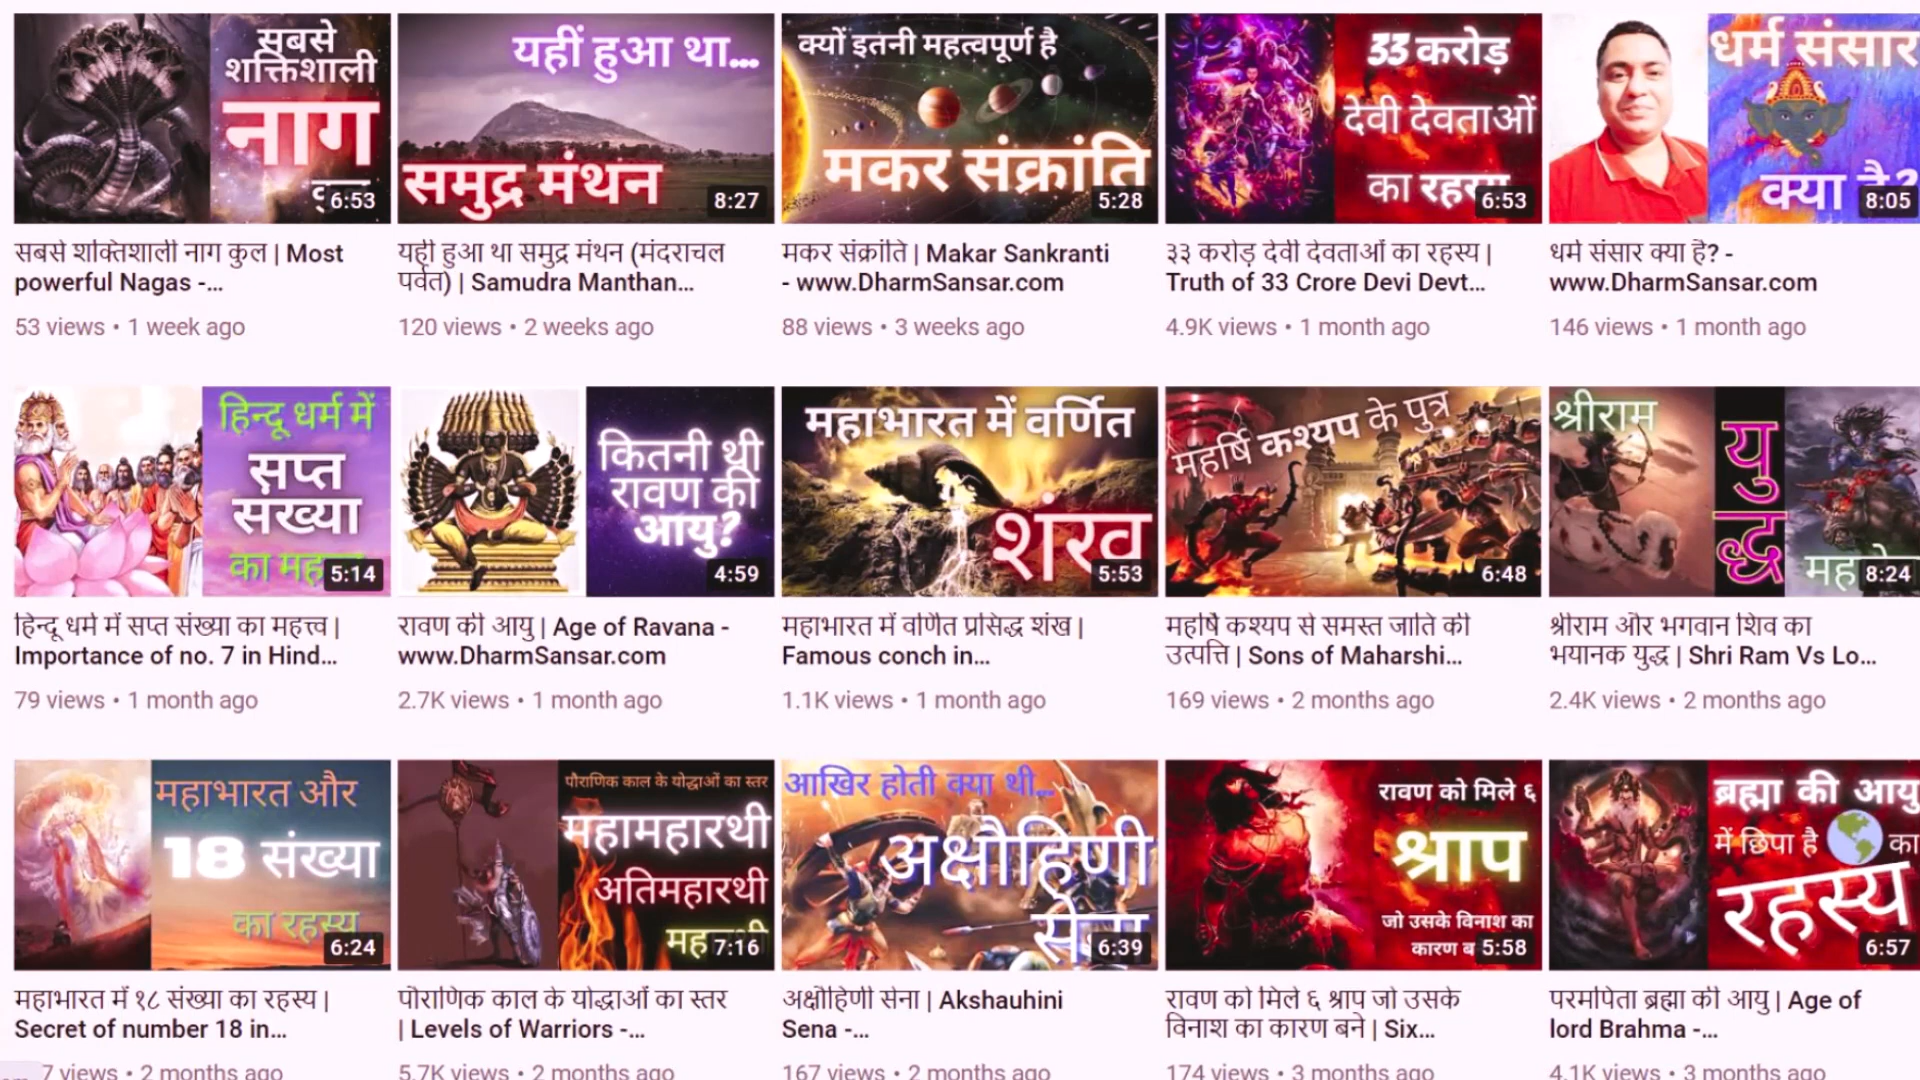 सबसे
शक्तिशाली
नाग
6:53
सबसे शक्तिशाली नाग कुल | Most
powerful Nagas -...
53 views • 1 week ago
यहीं हुआ था...
समुद्र मंथन
8:27
यही हुआ था समुद्र मंथन (मंदराचल
पर्वत) | Samudra Manthan...
120 views • 2 weeks ago
क्यों इतनी महत्वपूर्ण है
मकर संक्रांति
5:28
मकर संक्रांति | Makar Sankranti
- www.DharmSansar.com
88 views • 3 weeks ago
33 करोड़
देवी देवताओं
का रहस्य
6:53
३३ करोड़ देवी देवताओं का रहस्य |
Truth of 33 Crore Devi Devt...
4.9K views • 1 month ago
धर्म संसार
क्या है?
8:05
धर्म संसार क्या है? -
www.DharmSansar.com
146 views • 1 month ago
हिन्दू धर्म में
सप्त
संख्या
का मह
5:14
हिन्दू धर्म में सप्त संख्या का महत्त्व |
Importance of no. 7 in Hind...
79 views • 1 month ago
कितनी थी
रावण की
आयु?
4:59
रावण की आयु | Age of Ravana -
www.DharmSansar.com
2.7K views • 1 month ago
महाभारत में वर्णित
शंख
5:53
महाभारत में वर्णित प्रसिद्ध शंख |
Famous conch in...
1.1K views • 1 month ago
महर्षि कश्यप के पुत्र
6:48
महर्षि कश्यप से समस्त जाति की
उत्पत्ति | Sons of Maharshi...
169 views • 2 months ago
श्रीराम
युद्ध
8:24
श्रीराम और भगवान शिव का
भयानक युद्ध | Shri Ram Vs Lo...
2.4K views • 2 months ago
महाभारत और
18 संख्या
का रहस्य
6:24
महाभारत में १८ संख्या का रहस्य |
Secret of number 18 in...
7 views • 2 months ago
पौराणिक काल के योद्धाओं का स्तर
महामहारथी
अतिमहारथी
7:16
पौराणिक काल के योद्धाओं का स्तर
| Levels of Warriors -...
5.7K views • 2 months ago
आखिर होती क्या थी...
अक्षौहिणी
सेना
6:39
अक्षौहिणी सेना | Akshauhini
Sena -...
167 views • 2 months ago
रावण को मिले ६
श्राप
जो उसके विनाश का
कारण ब
5:58
रावण को मिले ६ श्राप जो उसके
विनाश का कारण बने | Six...
174 views • 3 months ago
ब्रह्मा की आयु
में छिपा है का
रहस्य
6:57
परमपिता ब्रह्मा की आयु | Age of
lord Brahma -...
4.1K views • 3 months ago